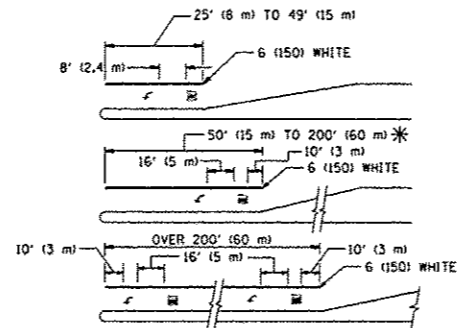 25' (8 m) TO 49' (15 m)
6 (150) WHITE
8' (2.4 m)
50' (15 m) TO 200' (60 m) *
16' (5 m)
10' (3 m)
6 (150) WHITE
OVER 200' (60 m)
10' (3 m)
16' (5 m)
10' (3 m)
6 (150) WHITE